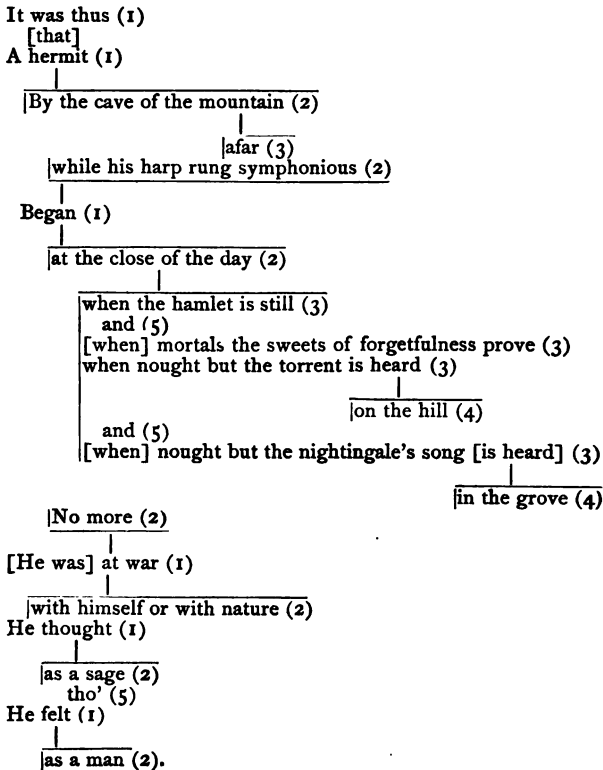 It was thus (1)
[that]
A hermit (1)
By the cave of the mountain (2)
afar (3)
while his harp rung symphonious (2)
Began (1)
at the close of the day (2)
when the hamlet is still (3)
and (5)
[when] mortals the sweets of forgetfulness prove (3)
when nought but the torrent is heard (3)
on the hill (4)
and (5)
[when] nought but the nightingale's song [is heard] (3)
in the grove (4)
No more (2)
[He was] at war (1)
with himself or with nature (2)
He thought (1)
as a sage (2)
tho' (5)
He felt (1)
as a man (2).